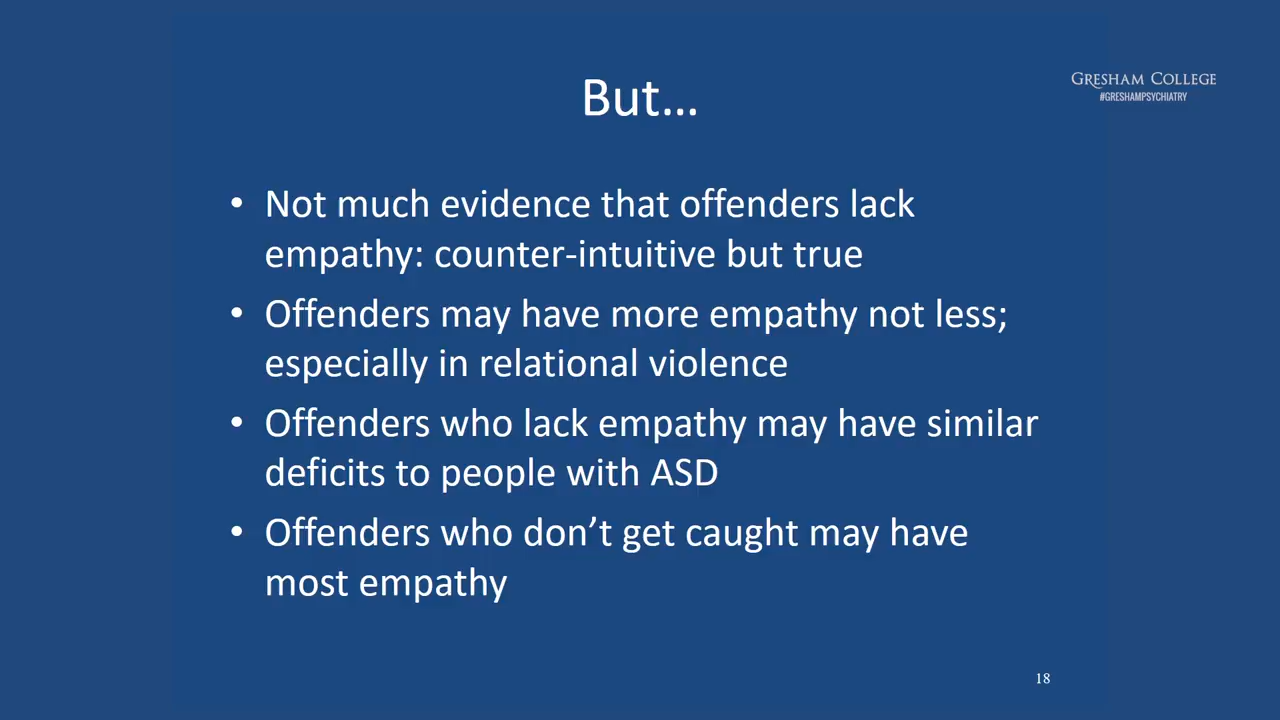 But...
GRESHAM COLLEGE
#GRESHAMPSYCHIATRY
• Not much evidence that offenders lack
empathy: counter-intuitive but true
• Offenders may have more empathy not less;
especially in relational violence
• Offenders who lack empathy may have similar
deficits to people with ASD
• Offenders who don’t get caught may have
most empathy
18